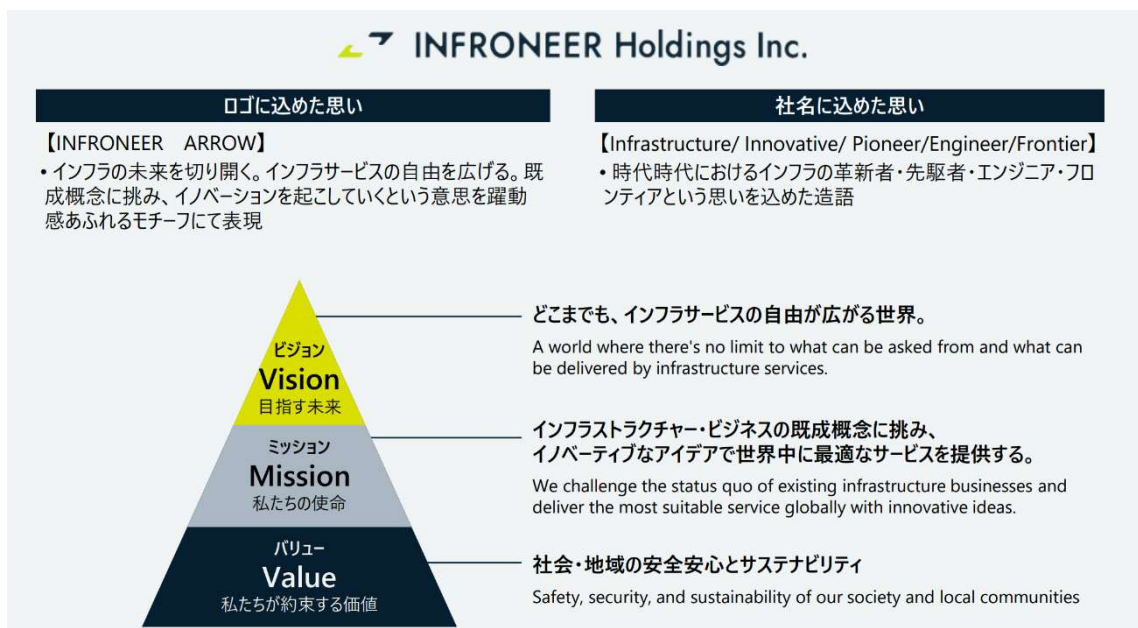 INFRONEER Holdings Inc.
ロゴに込めた思い
【INFRONEER　ARROW】
• インフラの未来を切り開く。インフラサービスの自由を広げる。既
成概念に挑み、イノベーションを起こしていくという意思を躍動
感あふれるモチーフにて表現
社名に込めた思い
【Infrastructure/ Innovative/ Pioneer/Engineer/Frontier】
• 時代時代におけるインフラの革新者・先駆者・エンジニア・フロ
ンティアという思いを込めた造語
ビジョン
Vision
目指す未来
どこまでも、インフラサービスの自由が広がる世界。
A world where there's no limit to what can be asked from and what can
be delivered by infrastructure services.
ミッション
Mission
私たちの使命
インフラストラクチャー・ビジネスの既成概念に挑み、
イノベーティブなアイデアで世界中に最適なサービスを提供する。
We challenge the status quo of existing infrastructure businesses and
deliver the most suitable service globally with innovative ideas.
バリュー
Value
私たちが約束する価値
社会・地域の安全安心とサステナビリティ
Safety, security, and sustainability of our society and local communities